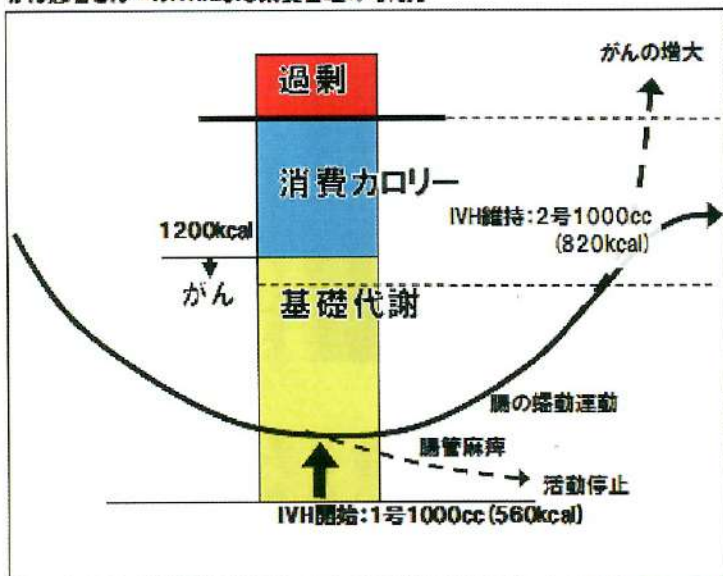 がんの増大
過剰
消費カロリー
IVH維持:2号1000cc
(820kcal)
1200kcal
がん
基礎代謝
腸の蠕動運動
腸管麻痺
活動停止
IVH開始:1号1000cc(560kcal)